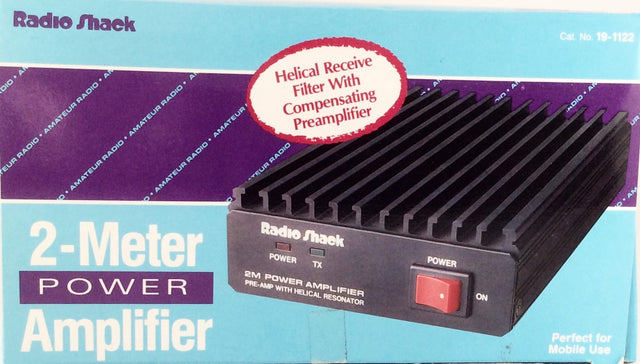 Radio Shack
Cat. No. 19-1122
Helical Receive
Filter With
Compensating
Preamplifier
AMATEUR RADIO • AMATEUR RADIO • AMATEUR RADIO
2-Meter
POWER
Amplifier
Radio Shack
POWER
TX
2M POWER AMPLIFIER
PRE-AMP WITH HELICAL RESONATOR
POWER
ON
Perfect for
Mobile Use